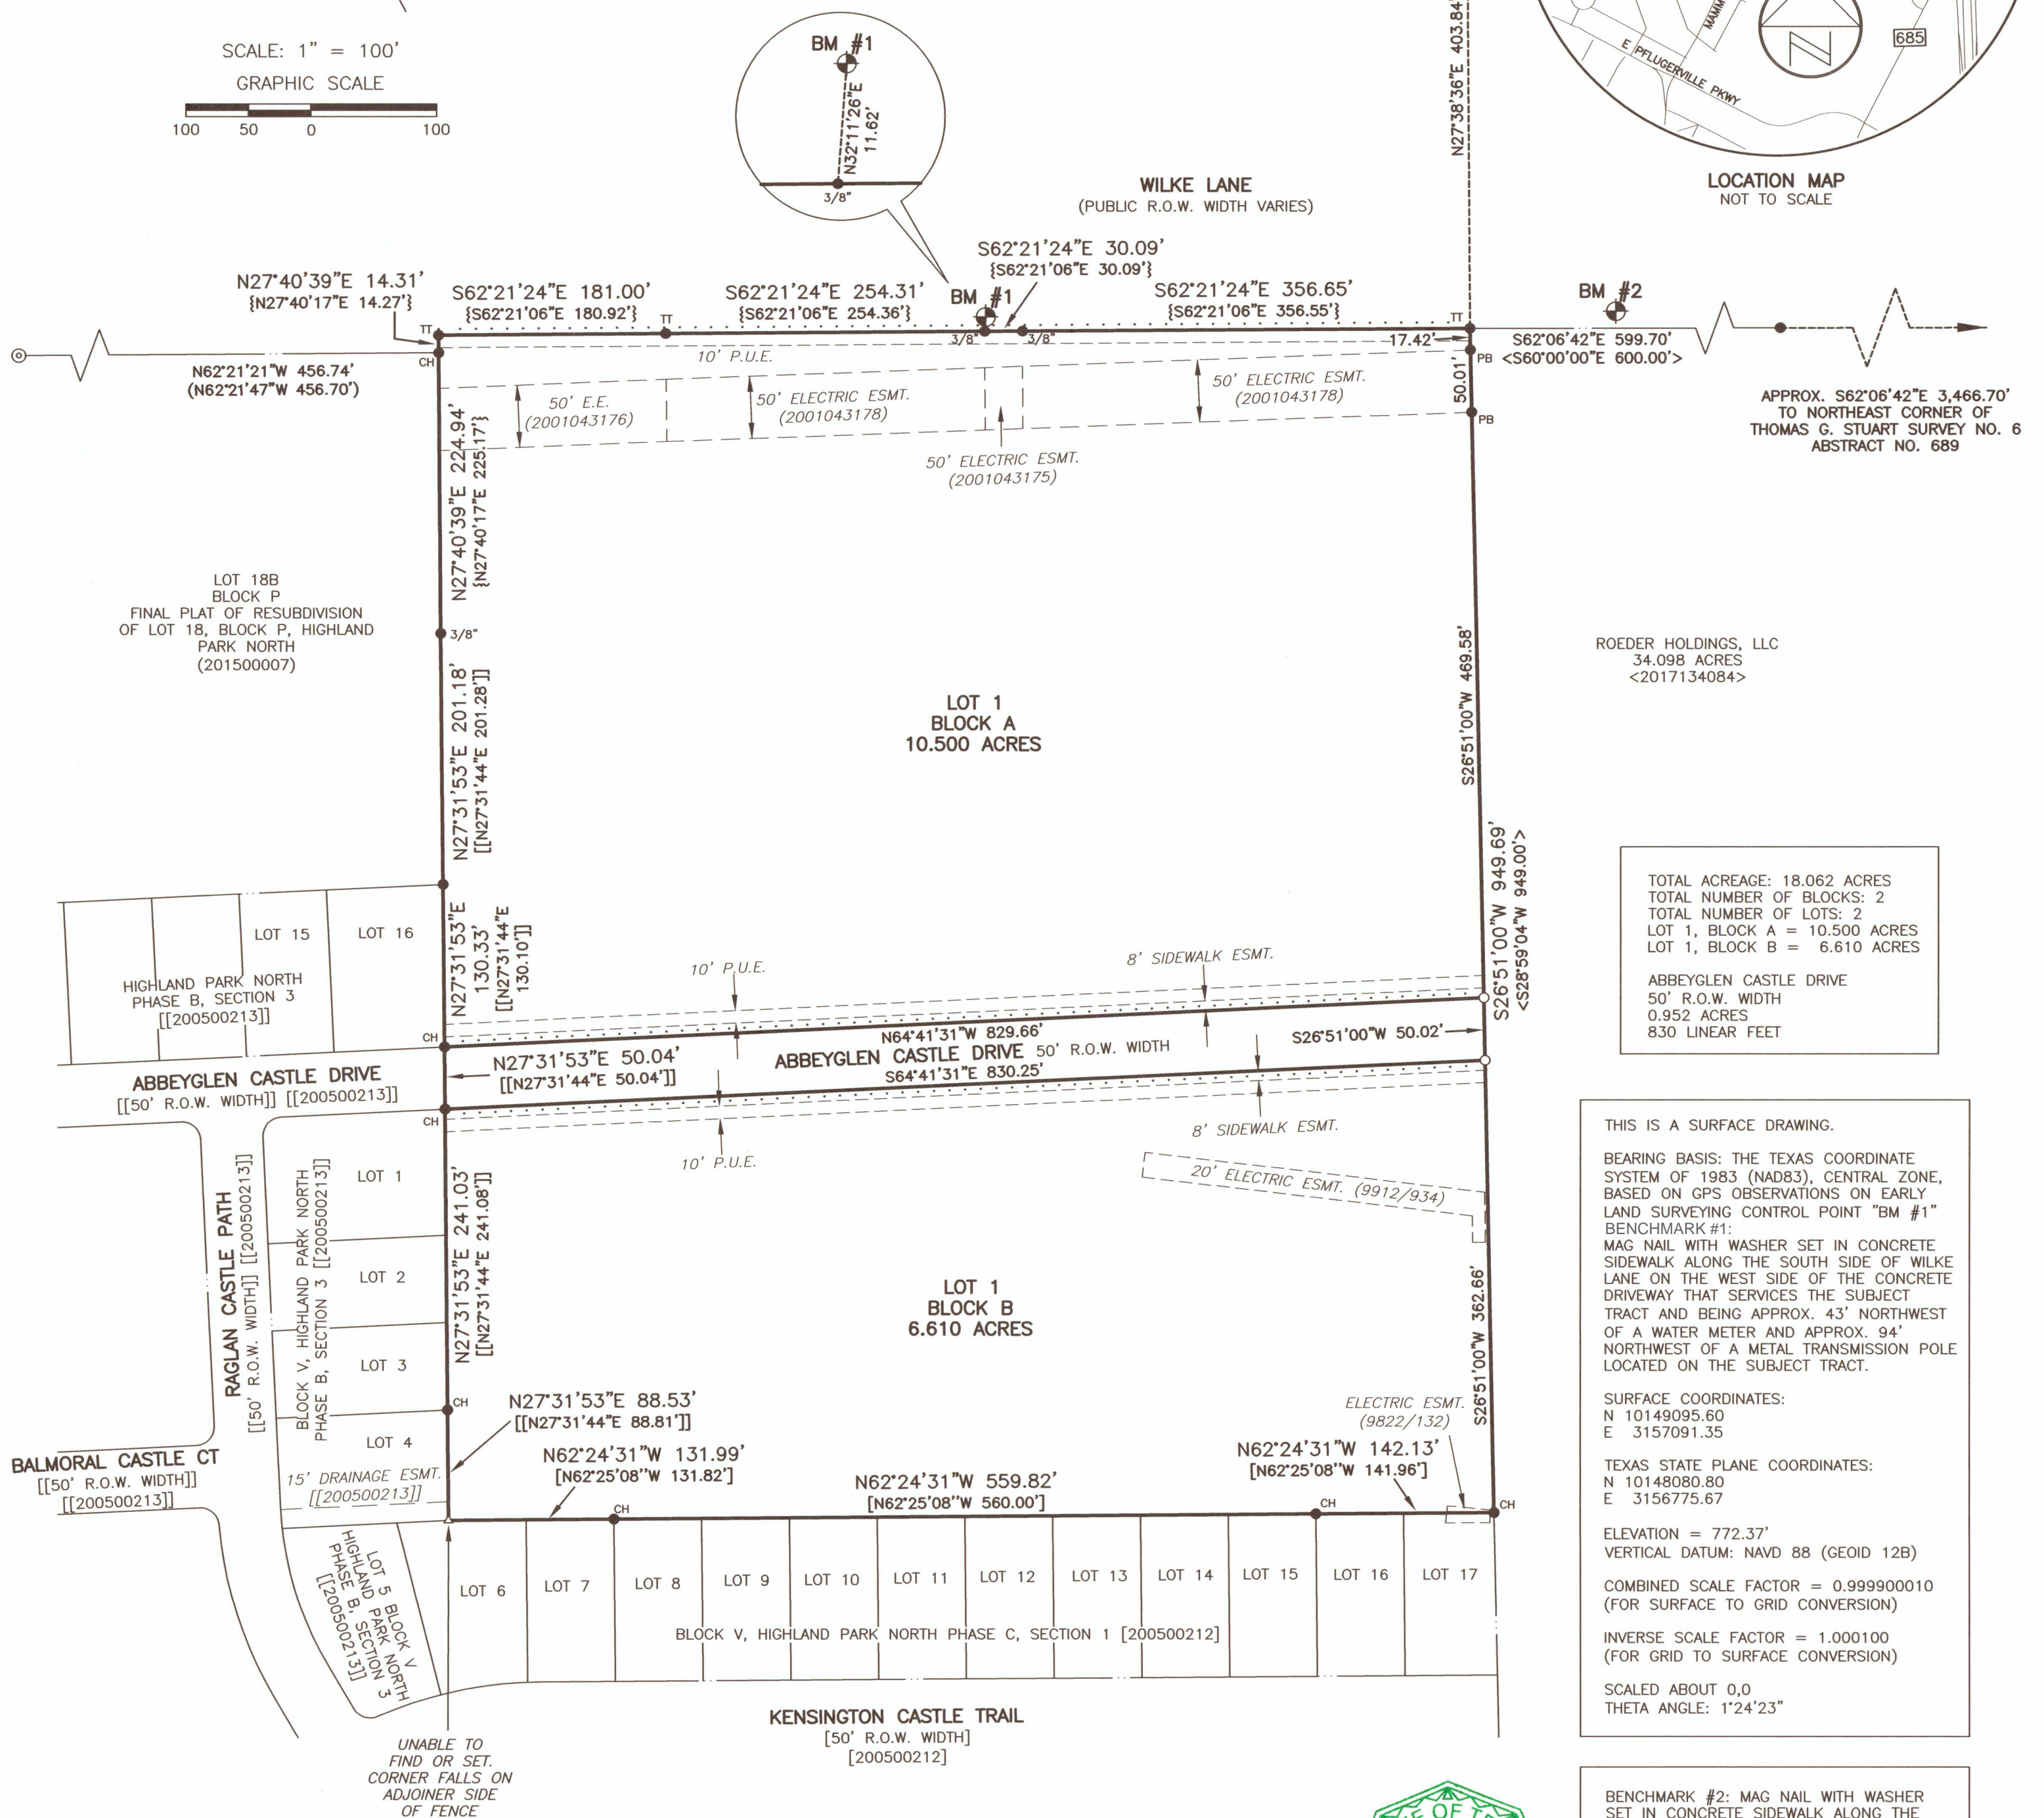 SCALE: 1" = 100'
GRAPHIC SCALE
100 50 0 100
BM #1
N32°11'26"E
11.62'
3/8"
WILKE LANE
(PUBLIC R.O.W. WIDTH VARIES)
N27°38'36"E 403.84'
E PFLUGERVILLE PKWY
685
N
LOCATION MAP
NOT TO SCALE
N27°40'39"E 14.31'
{N27°40'17"E 14.27'}
S62°21'24"E 181.00'
{S62°21'06"E 180.92'}
S62°21'24"E 254.31'
{S62°21'06"E 254.36'}
BM #1
S62°21'24"E 30.09'
{S62°21'06"E 30.09'}
S62°21'24"E 356.65'
{S62°21'06"E 356.55'}
BM #2
TT
TT
3/8"
3/8"
TT
CH
10' P.U.E.
17.42'
PB
50.01'
PB
S62°06'42"E 599.70'
<S60°00'00"E 600.00'>
N62°21'21"W 456.74'
(N62°21'47"W 456.70')
APPROX. S62°06'42"E 3,466.70'
TO NORTHEAST CORNER OF
THOMAS G. STUART SURVEY NO. 6
ABSTRACT NO. 689
50' E.E.
(2001043176)
50' ELECTRIC ESMT.
(2001043178)
50' ELECTRIC ESMT.
(2001043175)
50' ELECTRIC ESMT.
(2001043178)
N27°40'39"E 224.94'
{N27°40'17"E 225.17'}
3/8"
LOT 18B
BLOCK P
FINAL PLAT OF RESUBDIVISION
OF LOT 18, BLOCK P, HIGHLAND
PARK NORTH
(201500007)
N27°31'53"E 201.18'
[[N27°31'44"E 201.28']]
LOT 1
BLOCK A
10.500 ACRES
S26°51'00"W 469.58'
ROEDER HOLDINGS, LLC
34.098 ACRES
<2017134084>
S26°51'00"W 949.69'
<S28°59'04"W 949.00'>
TOTAL ACREAGE: 18.062 ACRES
TOTAL NUMBER OF BLOCKS: 2
TOTAL NUMBER OF LOTS: 2
LOT 1, BLOCK A = 10.500 ACRES
LOT 1, BLOCK B = 6.610 ACRES
ABBEYGLEN CASTLE DRIVE
50' R.O.W. WIDTH
0.952 ACRES
830 LINEAR FEET
LOT 15
LOT 16
HIGHLAND PARK NORTH
PHASE B, SECTION 3
[[200500213]]
N27°31'53"E
130.33'
[[N27°31'44"E
130.10']]
10' P.U.E.
8' SIDEWALK ESMT.
CH
N64°41'31"W 829.66'
N27°31'53"E 50.04'
[[N27°31'44"E 50.04']]
ABBEYGLEN CASTLE DRIVE 50' R.O.W. WIDTH
S26°51'00"W 50.02'
S64°41'31"E 830.25'
ABBEYGLEN CASTLE DRIVE
[[50' R.O.W. WIDTH]] [[200500213]]
CH
10' P.U.E.
8' SIDEWALK ESMT.
20' ELECTRIC ESMT. (9912/934)
RAGLAN CASTLE PATH
[[50' R.O.W. WIDTH]] [[200500213]]
BLOCK V, HIGHLAND PARK NORTH
PHASE B, SECTION 3 [[200500213]]
LOT 1
LOT 2
LOT 3
LOT 4
N27°31'53"E 241.03'
[[N27°31'44"E 241.08']]
LOT 1
BLOCK B
6.610 ACRES
S26°51'00"W 362.66'
CH
N27°31'53"E 88.53'
[[N27°31'44"E 88.81']]
N62°24'31"W 131.99'
[N62°25'08"W 131.82']
N62°24'31"W 559.82'
[N62°25'08"W 560.00']
N62°24'31"W 142.13'
[N62°25'08"W 141.96']
ELECTRIC ESMT.
(9822/132)
CH
CH
CH
15' DRAINAGE ESMT.
[[200500213]]
BALMORAL CASTLE CT
[[50' R.O.W. WIDTH]]
[[200500213]]
LOT 5 BLOCK V
HIGHLAND PARK NORTH
PHASE B, SECTION 3
[[200500213]]
LOT 6
LOT 7
LOT 8
LOT 9
LOT 10
LOT 11
LOT 12
LOT 13
LOT 14
LOT 15
LOT 16
LOT 17
BLOCK V, HIGHLAND PARK NORTH PHASE C, SECTION 1 [200500212]
KENSINGTON CASTLE TRAIL
[50' R.O.W. WIDTH]
[200500212]
UNABLE TO
FIND OR SET.
CORNER FALLS ON
ADJOINER SIDE
OF FENCE
THIS IS A SURFACE DRAWING.
BEARING BASIS: THE TEXAS COORDINATE
SYSTEM OF 1983 (NAD83), CENTRAL ZONE,
BASED ON GPS OBSERVATIONS ON EARLY
LAND SURVEYING CONTROL POINT "BM #1"
BENCHMARK #1:
MAG NAIL WITH WASHER SET IN CONCRETE
SIDEWALK ALONG THE SOUTH SIDE OF WILKE
LANE ON THE WEST SIDE OF THE CONCRETE
DRIVEWAY THAT SERVICES THE SUBJECT
TRACT AND BEING APPROX. 43' NORTHWEST
OF A WATER METER AND APPROX. 94'
NORTHWEST OF A METAL TRANSMISSION POLE
LOCATED ON THE SUBJECT TRACT.
SURFACE COORDINATES:
N 10149095.60
E 3157091.35
TEXAS STATE PLANE COORDINATES:
N 10148080.80
E 3156775.67
ELEVATION = 772.37'
VERTICAL DATUM: NAVD 88 (GEOID 12B)
COMBINED SCALE FACTOR = 0.999900010
(FOR SURFACE TO GRID CONVERSION)
INVERSE SCALE FACTOR = 1.000100
(FOR GRID TO SURFACE CONVERSION)
SCALED ABOUT 0,0
THETA ANGLE: 1°24'23"
BENCHMARK #2: MAG NAIL WITH WASHER
SET IN CONCRETE SIDEWALK ALONG THE